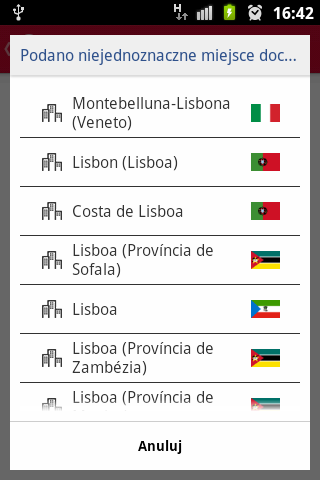 H
16:42
Podano niejednoznaczne miejsce doc...
Montebelluna-Lisbona
(Veneto)
Lisbon (Lisboa)
Costa de Lisboa
Lisboa (Província de
Sofala)
Lisboa
Lisboa (Província de
Zambézia)
Lisboa (Província de
Anuluj